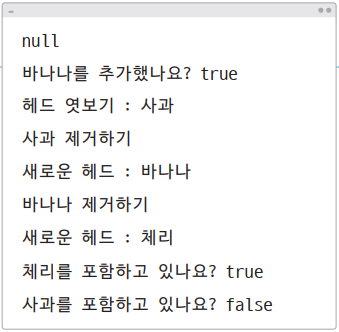 null
바나나를 추가했나요? true
헤드 엿보기 : 사과
사과 제거하기
새로운 헤드 : 바나나
바나나 제거하기
새로운 헤드 : 체리
체리를 포함하고 있나요? true
사과를 포함하고 있나요? false